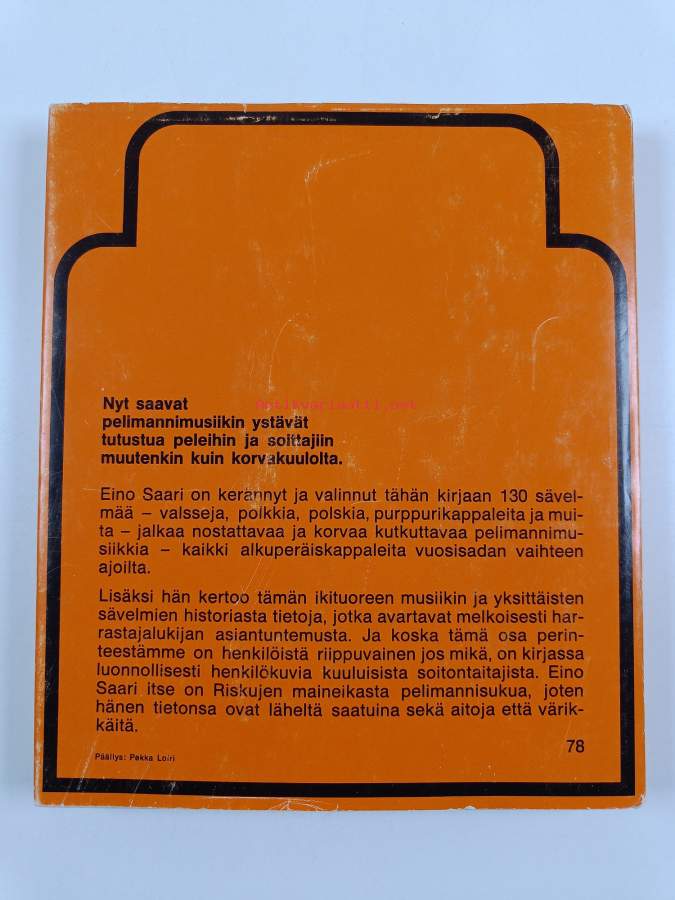 Nyt saavat
Antikvariaatti.net
pelimannimusiikin ystävät
tutustua peleihin ja soittajiin
muutenkin kuin korvakuulolta.
Eino Saari on kerännyt ja valinnut tähän kirjaan 130 sävel-
mää – valsseja, polkkia, polskia, purppurikappaleita ja mui-
ta – jalkaa nostattavaa ja korvaa kutkuttavaa pelimannimu-
siikkia – kaikki alkuperäiskappaleita vuosisadan vaihteen
ajoilta.
Lisäksi hän kertoo tämän ikituoreen musiikin ja yksittäisten
sävelmien historiasta tietoja, jotka avartavat melkoisesti har-
rastajalukijan asiantuntemusta. Ja koska tämä osa perin-
teestämme on henkilöistä riippuvainen jos mikä, on kirjassa
luonnollisesti henkilökuvia kuuluisista soitontaitajista. Eino
Saari itse on Riskujen maineikasta pelimannisukua, joten
hänen tietonsa ovat läheltä saatuina sekä aitoja että värik-
käitä.
78
Päällys: Pekka Loiri